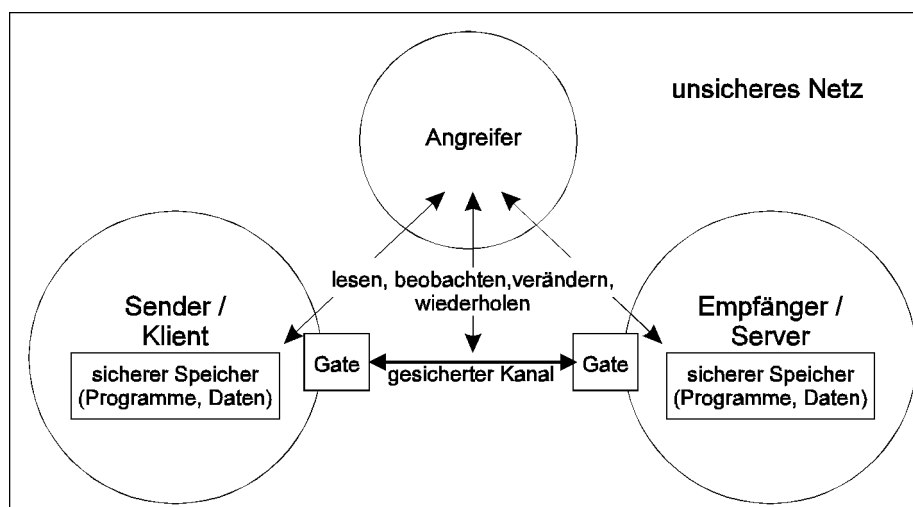 unsicheres Netz
Angreifer
lesen, beobachten,verändern,
wiederholen
Sender /
Klient
sicherer Speicher
(Programme, Daten)
Gate
gesicherter Kanal
Gate
Empfänger /
Server
sicherer Speicher
(Programme, Daten)